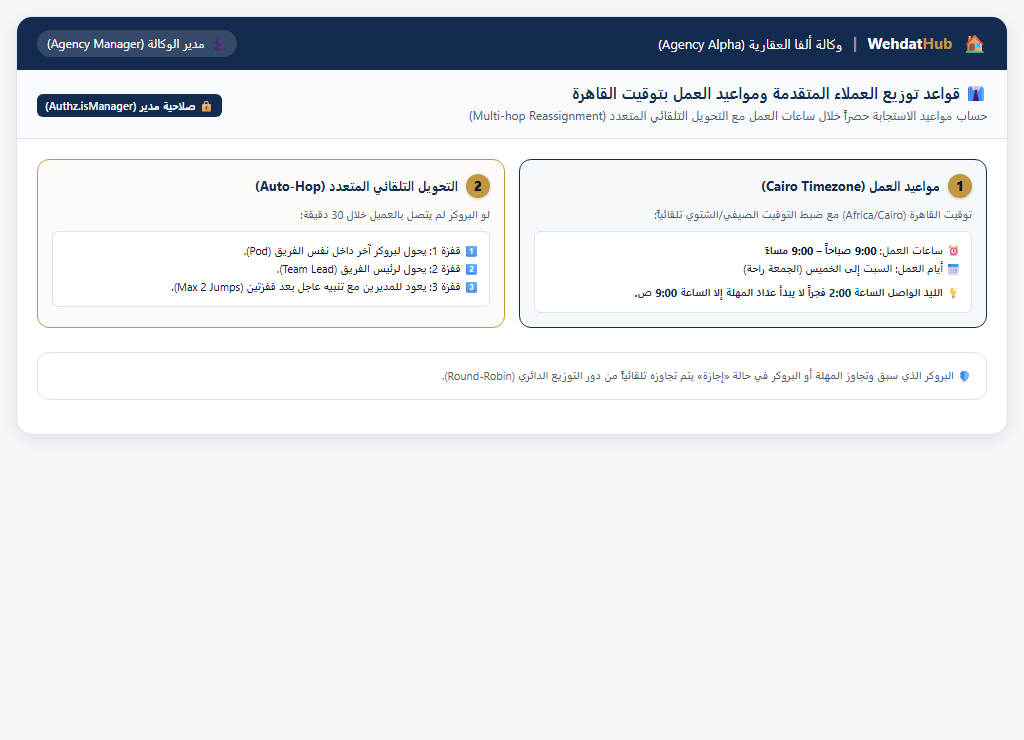 WehdatHub | وكالة ألفا العقارية (Agency Alpha)
مدير الوكالة (Agency Manager)
قواعد توزيع العملاء المتقدمة ومواعيد العمل بتوقيت القاهرة
حساب مواعيد الاستجابة حصراً خلال ساعات العمل مع التحويل التلقائي المتعدد (Multi-hop Reassignment)
صلاحية مدير (Authz.isManager)
1 مواعيد العمل (Cairo Timezone)
توقيت القاهرة (Africa/Cairo) مع ضبط التوقيت الصيفي/الشتوي تلقائياً:
ساعات العمل: 9:00 صباحاً – 9:00 مساءً
أيام العمل: السبت إلى الخميس (الجمعة راحة)
الليد الواصل الساعة 2:00 فجراً لا يبدأ عداد المهلة إلا الساعة 9:00 ص.
2 التحويل التلقائي المتعدد (Auto-Hop)
لو البروكر لم يتصل بالعميل خلال 30 دقيقة:
1 قفزة 1: يحول لبروكر آخر داخل نفس الفريق (Pod).
2 قفزة 2: يحول لرئيس الفريق (Team Lead).
3 قفزة 3: يعود للمديرين مع تنبيه عاجل بعد قفزتين (Max 2 Jumps).
البروكر الذي سبق وتجاوز المهلة أو البروكر في حالة «إجازة» يتم تجاوزه تلقائياً من دور التوزيع الدائري (Round-Robin).